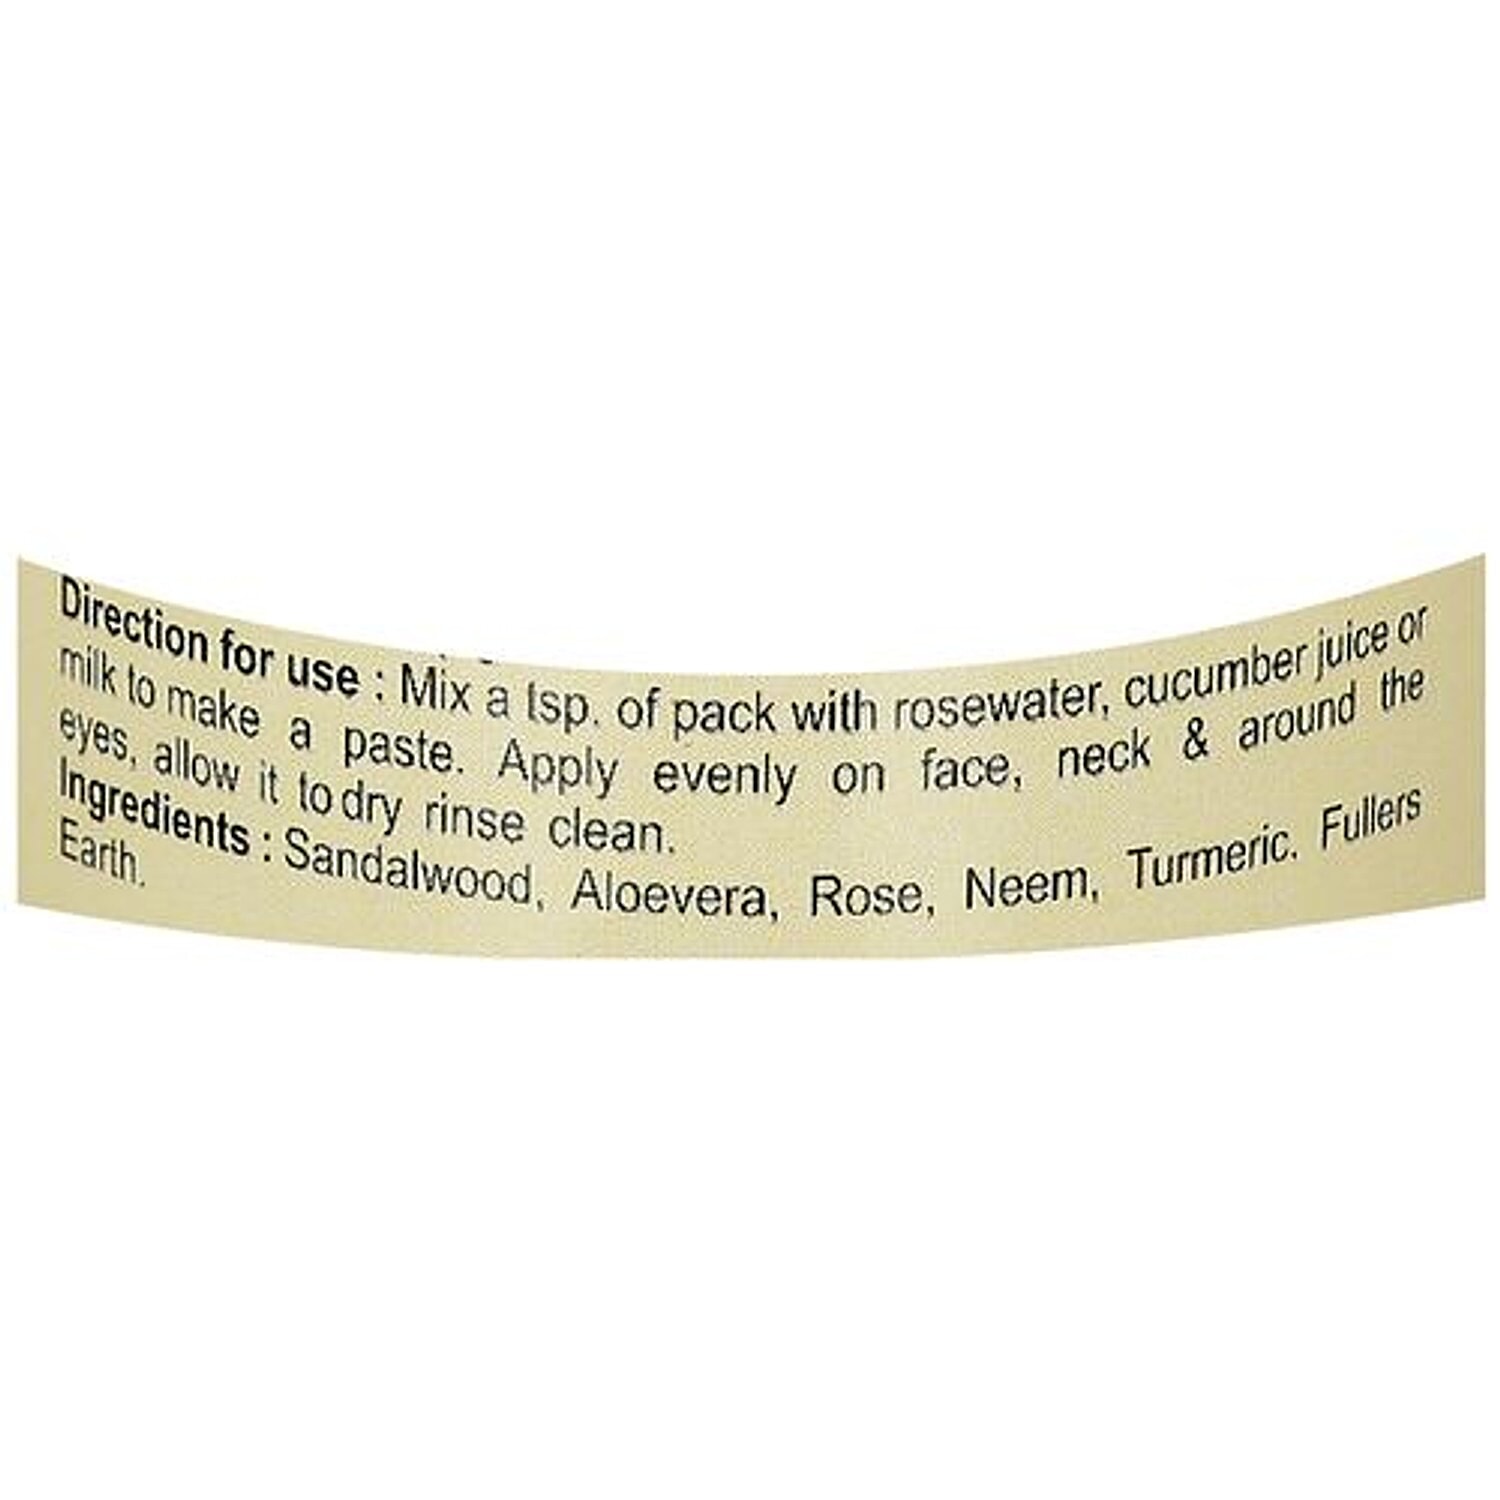 Direction for use : Mix a tsp. of pack with rosewater, cucumber juice or
milk to make a paste. Apply evenly on face, neck & around the
eyes, allow it to dry rinse clean.
Ingredients : Sandalwood, Aloevera, Rose, Neem, Turmeric. Fullers
Earth.